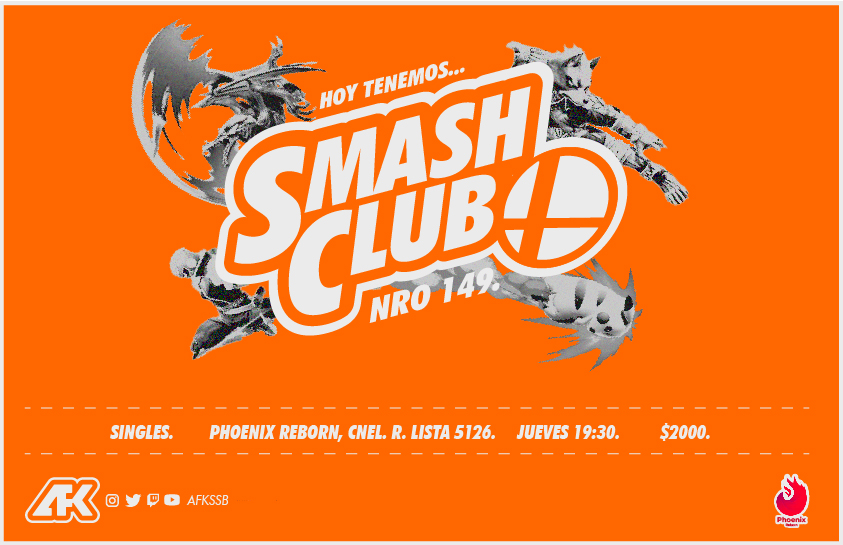 HOY TENEMOS...
SMASH
CLUB
NRO 149.
SINGLES. PHOENIX REBORN, CNEL. R. LISTA 5126. JUEVES 19:30. $2000.
AFK AFKSSB
Phoenix
Reborn